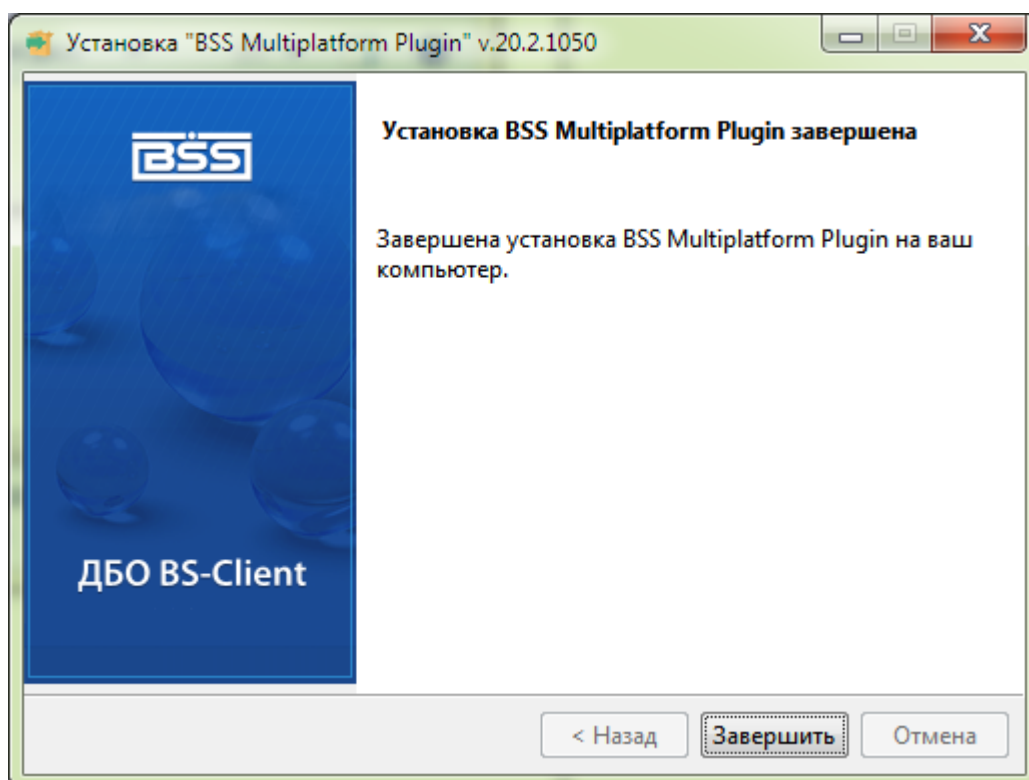 Установка "BSS Multiplatform Plugin" v.20.2.1050
BSS
Установка BSS Multiplatform Plugin завершена
Завершена установка BSS Multiplatform Plugin на ваш
компьютер.
ДБО BS-Client
< Назад
Завершить
Отмена